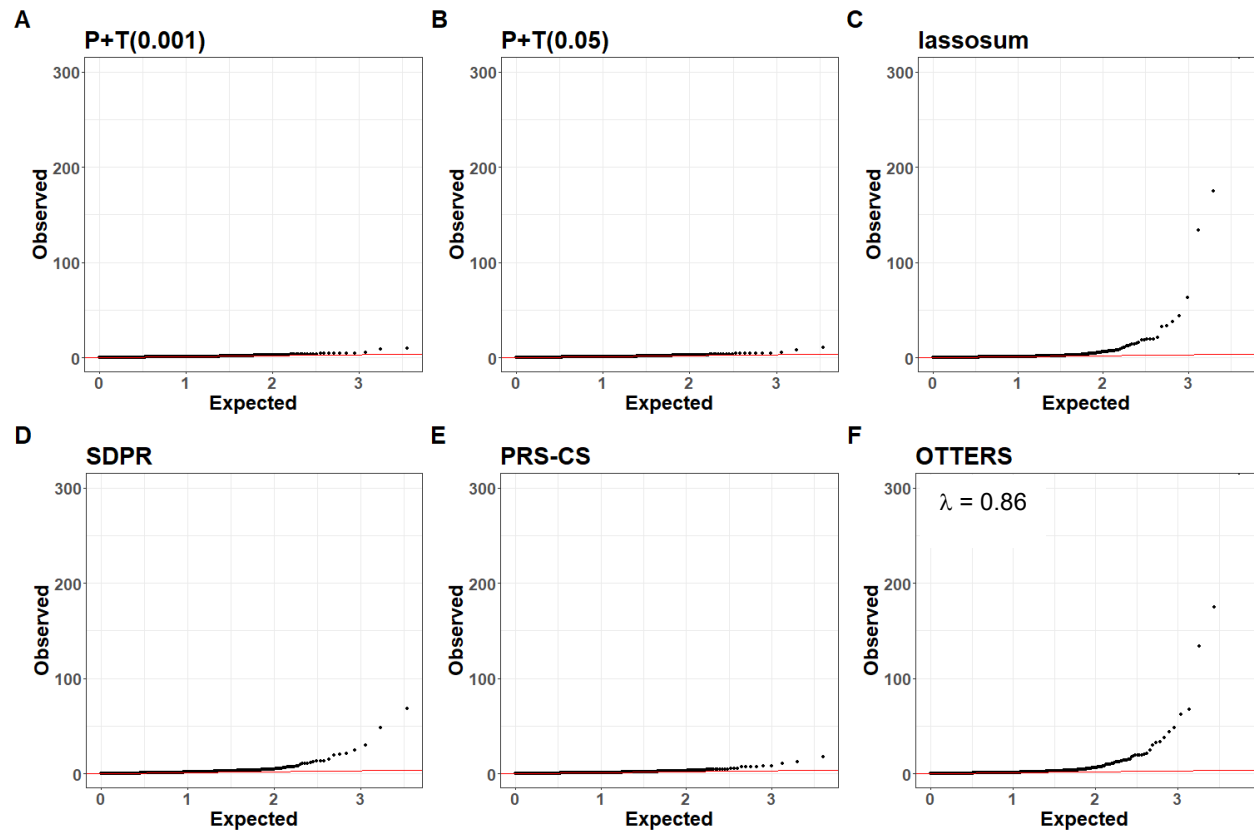 A
P+T(0.001)
300
200
100
0
Observed
0 1 2 3
Expected
B
P+T(0.05)
300
200
100
0
Observed
0 1 2 3
Expected
C
lassosum
300
200
100
0
Observed
0 1 2 3
Expected
D
SDPR
300
200
100
0
Observed
0 1 2 3
Expected
E
PRS-CS
300
200
100
0
Observed
0 1 2 3
Expected
F
OTTERS
λ = 0.86
300
200
100
0
Observed
0 1 2 3
Expected